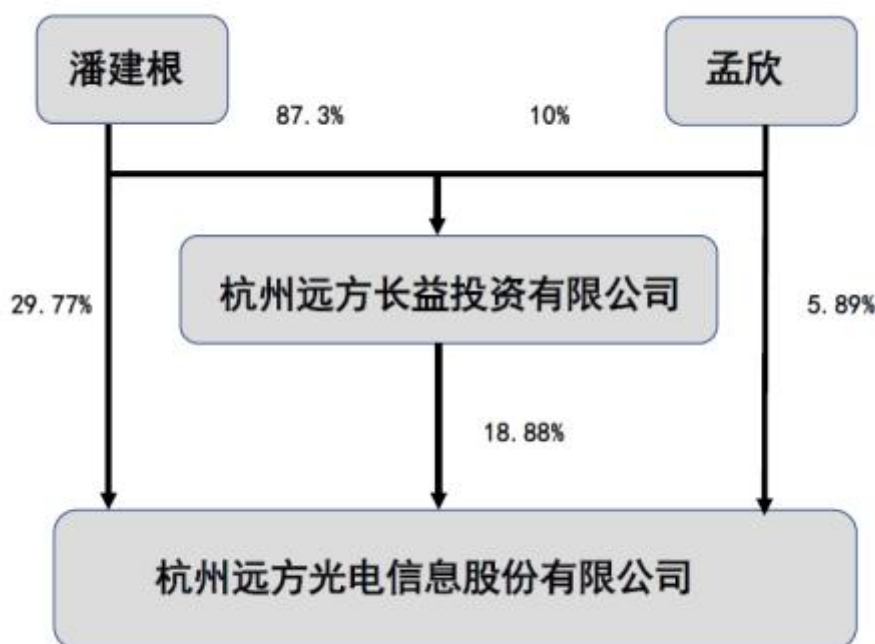 潘建根
孟欣
87.3%
10%
杭州远方长益投资有限公司
29.77%
5.89%
18.88%
杭州远方光电信息股份有限公司